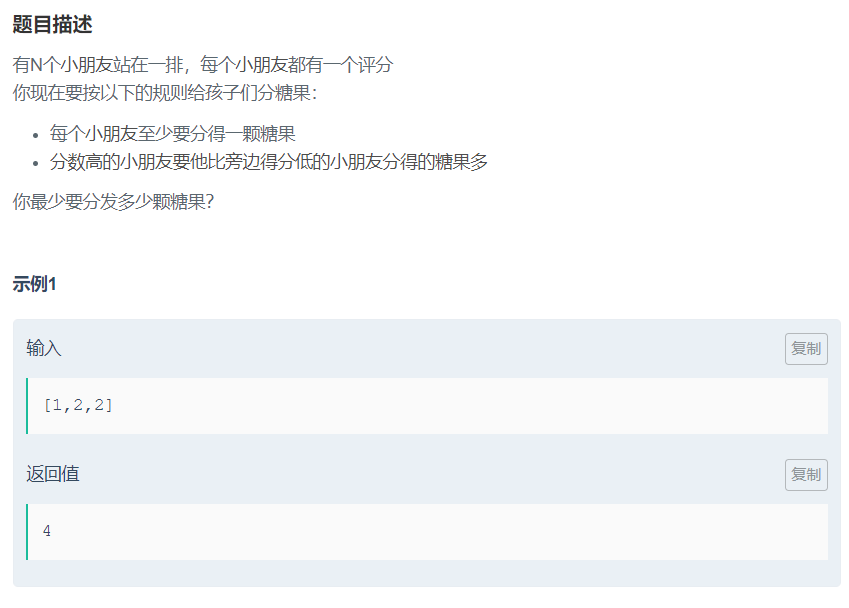 题目描述
有N个小朋友站在一排，每个小朋友都有一个评分
你现在要按以下的规则给孩子们分糖果：
• 每个小朋友至少要分得一颗糖果
• 分数高的小朋友要他比旁边得分低的小朋友分得的糖果多
你最少要分发多少颗糖果？
示例1
输入 复制
[1,2,2]
返回值 复制
4